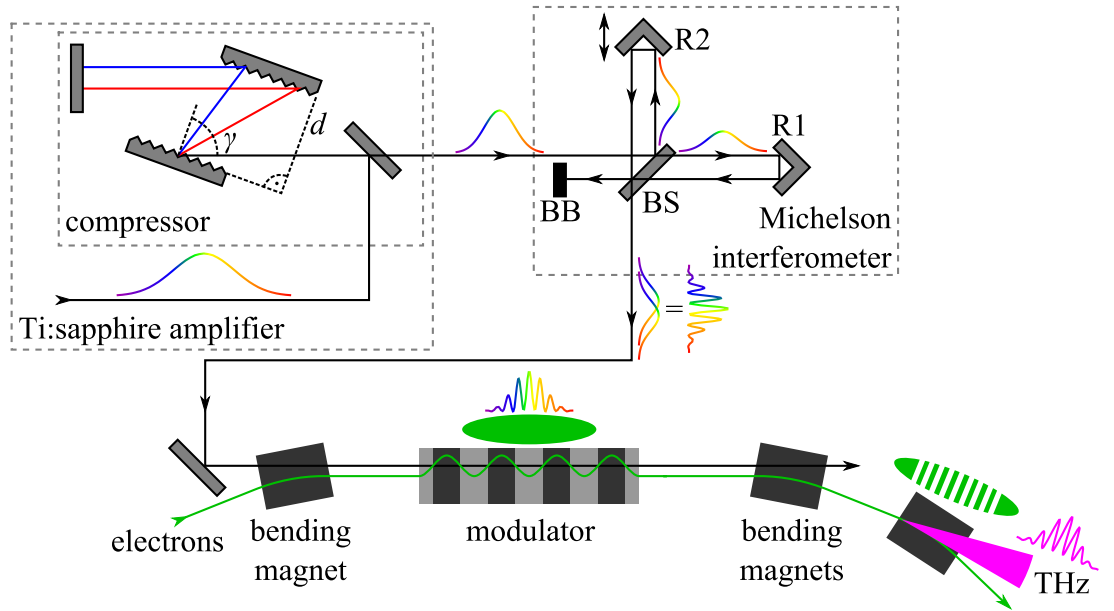 R2
R1
γ
d
compressor
BB
BS
Michelson
interferometer
Ti:sapphire amplifier
=
electrons
bending
magnet
modulator
bending
magnets
THz